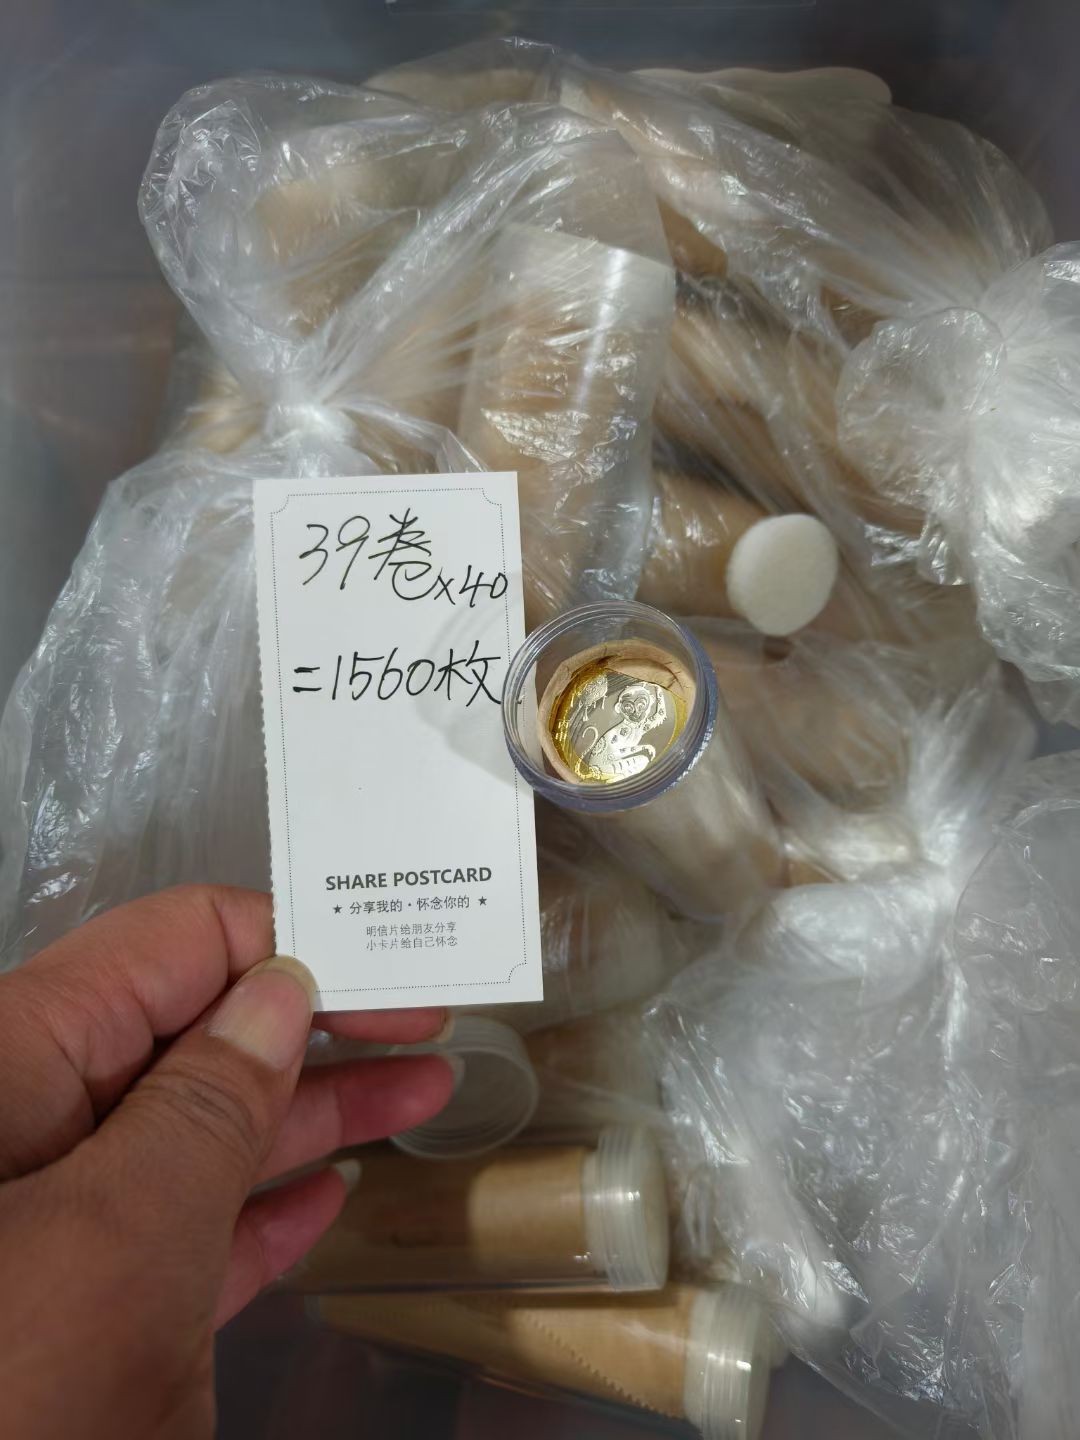 39卷x40
=1560枚
SHARE POSTCARD
★ 分享我的·怀念你的 ★
明信片给朋友分享
小卡片给自己怀念